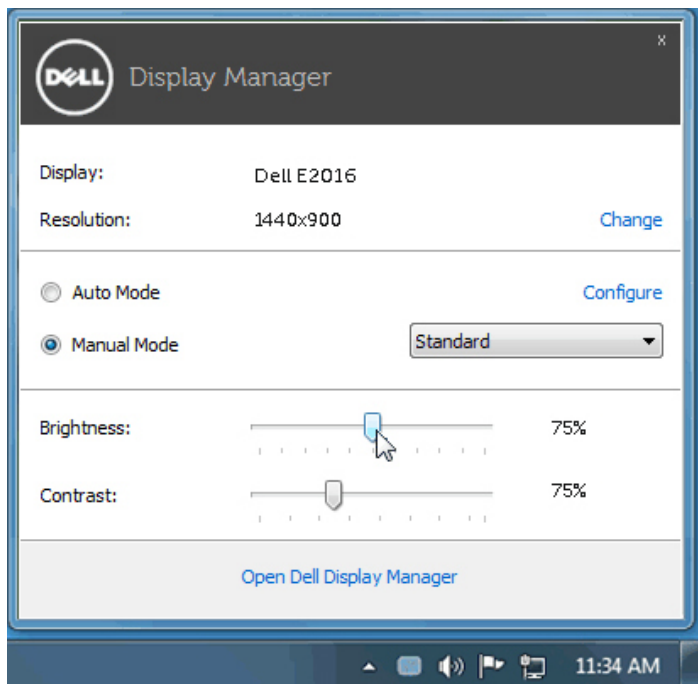 x
DELL Display Manager
Display: Dell E2016
Resolution: 1440x900 Change
Auto Mode Configure
Manual Mode Standard
Brightness: 75%
Contrast: 75%
Open Dell Display Manager
11:34 AM